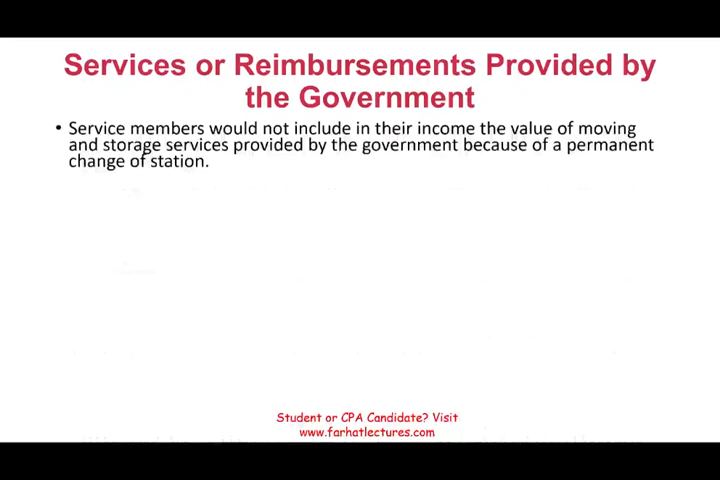 Services or Reimbursements Provided by
the Government
• Service members would not include in their income the value of moving
and storage services provided by the government because of a permanent
change of station.
Student or CPA Candidate? Visit
www.farhatlectures.com